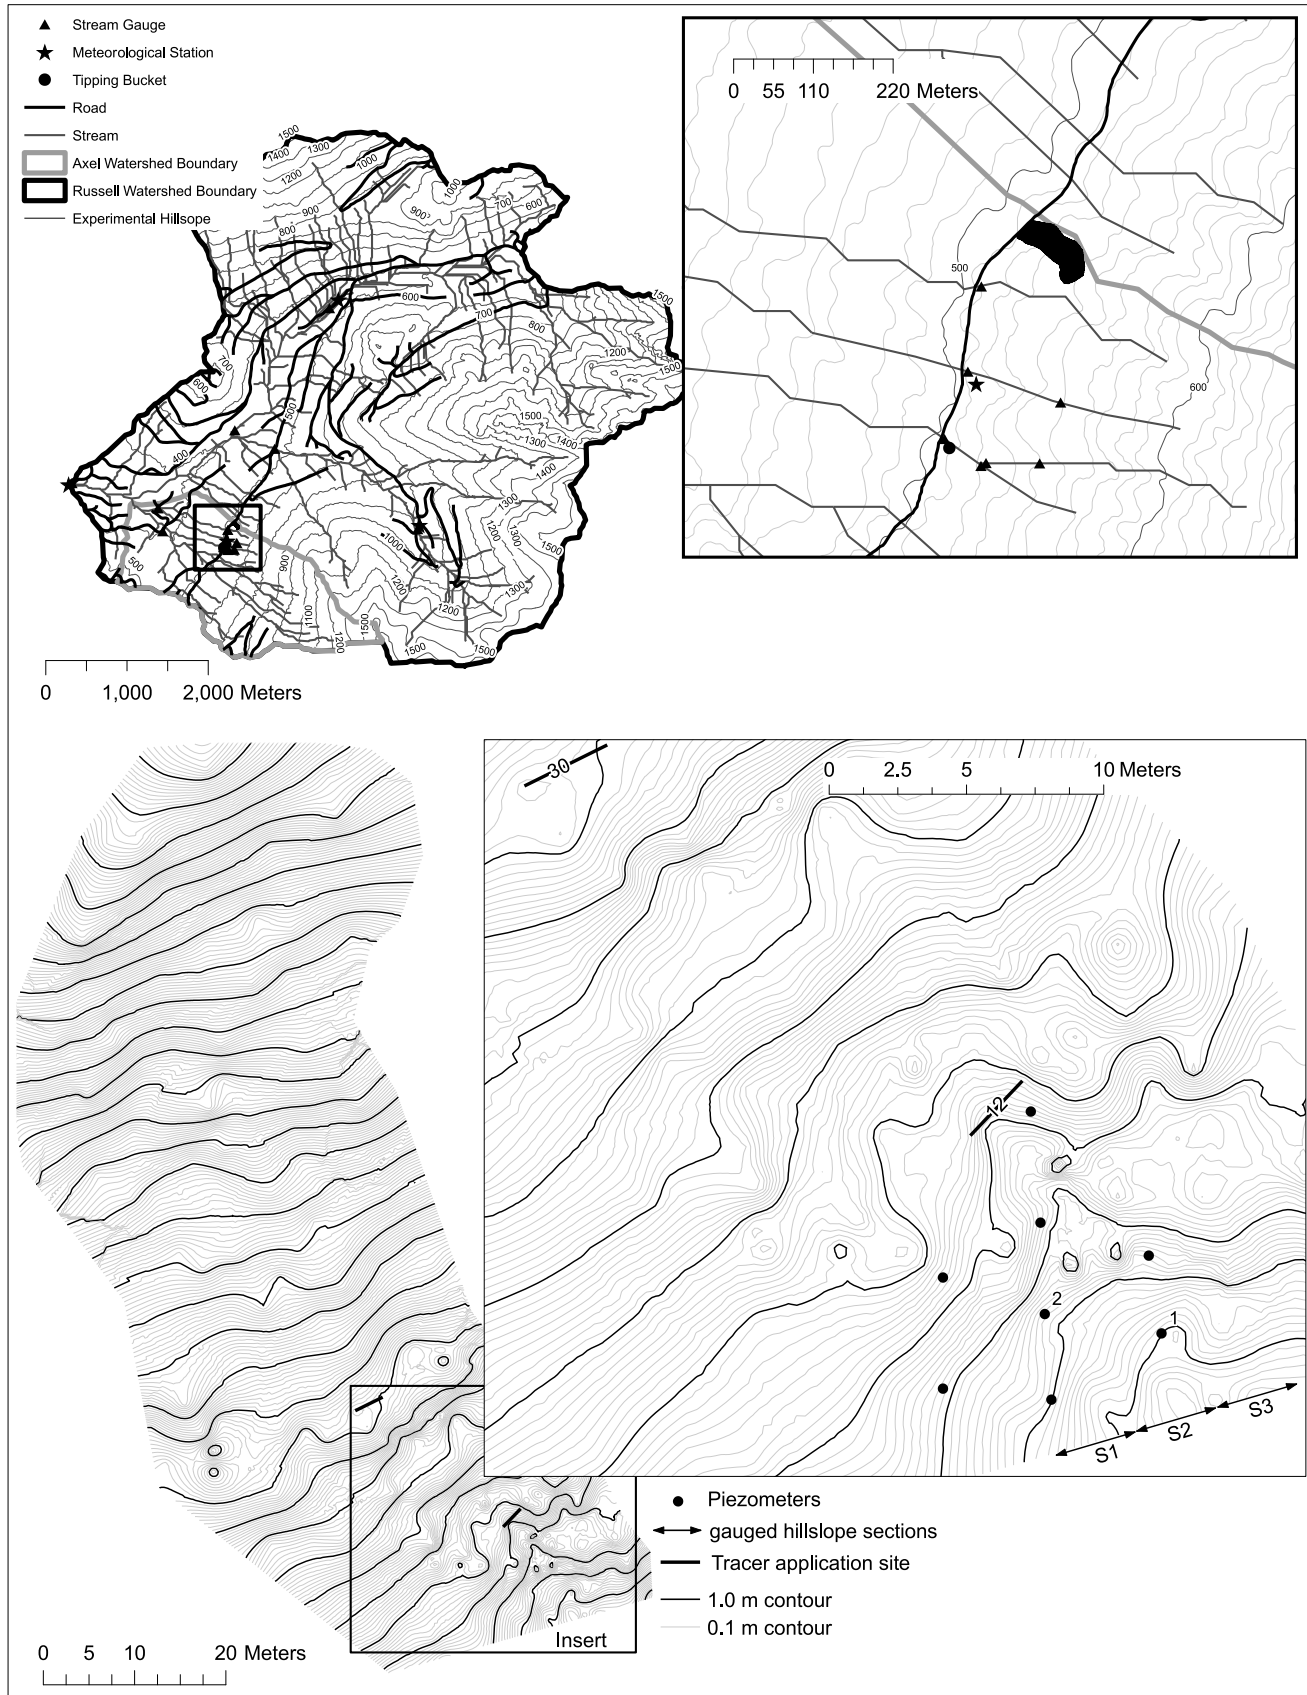 Stream Gauge
Meteorological Station
Tipping Bucket
Road
Stream
Axel Watershed Boundary
Russell Watershed Boundary
Experimental Hillsope
1500
1400
1300
1200
1000
900
800
1000
900
700
600
600
700
800
1500
1200
1500
1500
700
600
500
1500
1300
1400
1400
400
1300
1200
1300
1500
1000
500
900
1200
1300
1100
1200
1200
1500
1500
1500
0 1,000 2,000 Meters
0 55 110 220 Meters
500
600
30
0 2.5 5 10 Meters
12
2
1
S1
S2
S3
Piezometers
gauged hillslope sections
Tracer application site
1.0 m contour
0.1 m contour
Insert
0 5 10 20 Meters